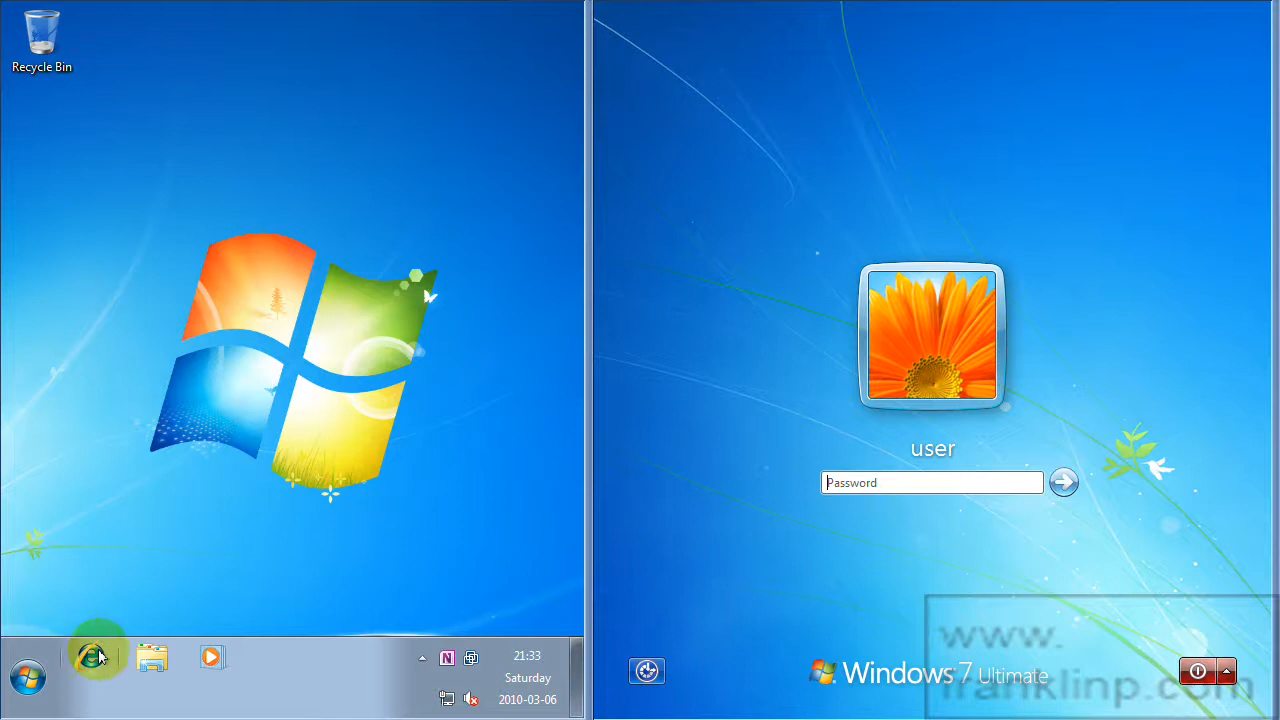 Recycle Bin
21:33
Saturday
2010-03-06
user
Password
Windows 7 Ultimate
www.
franklinp.com